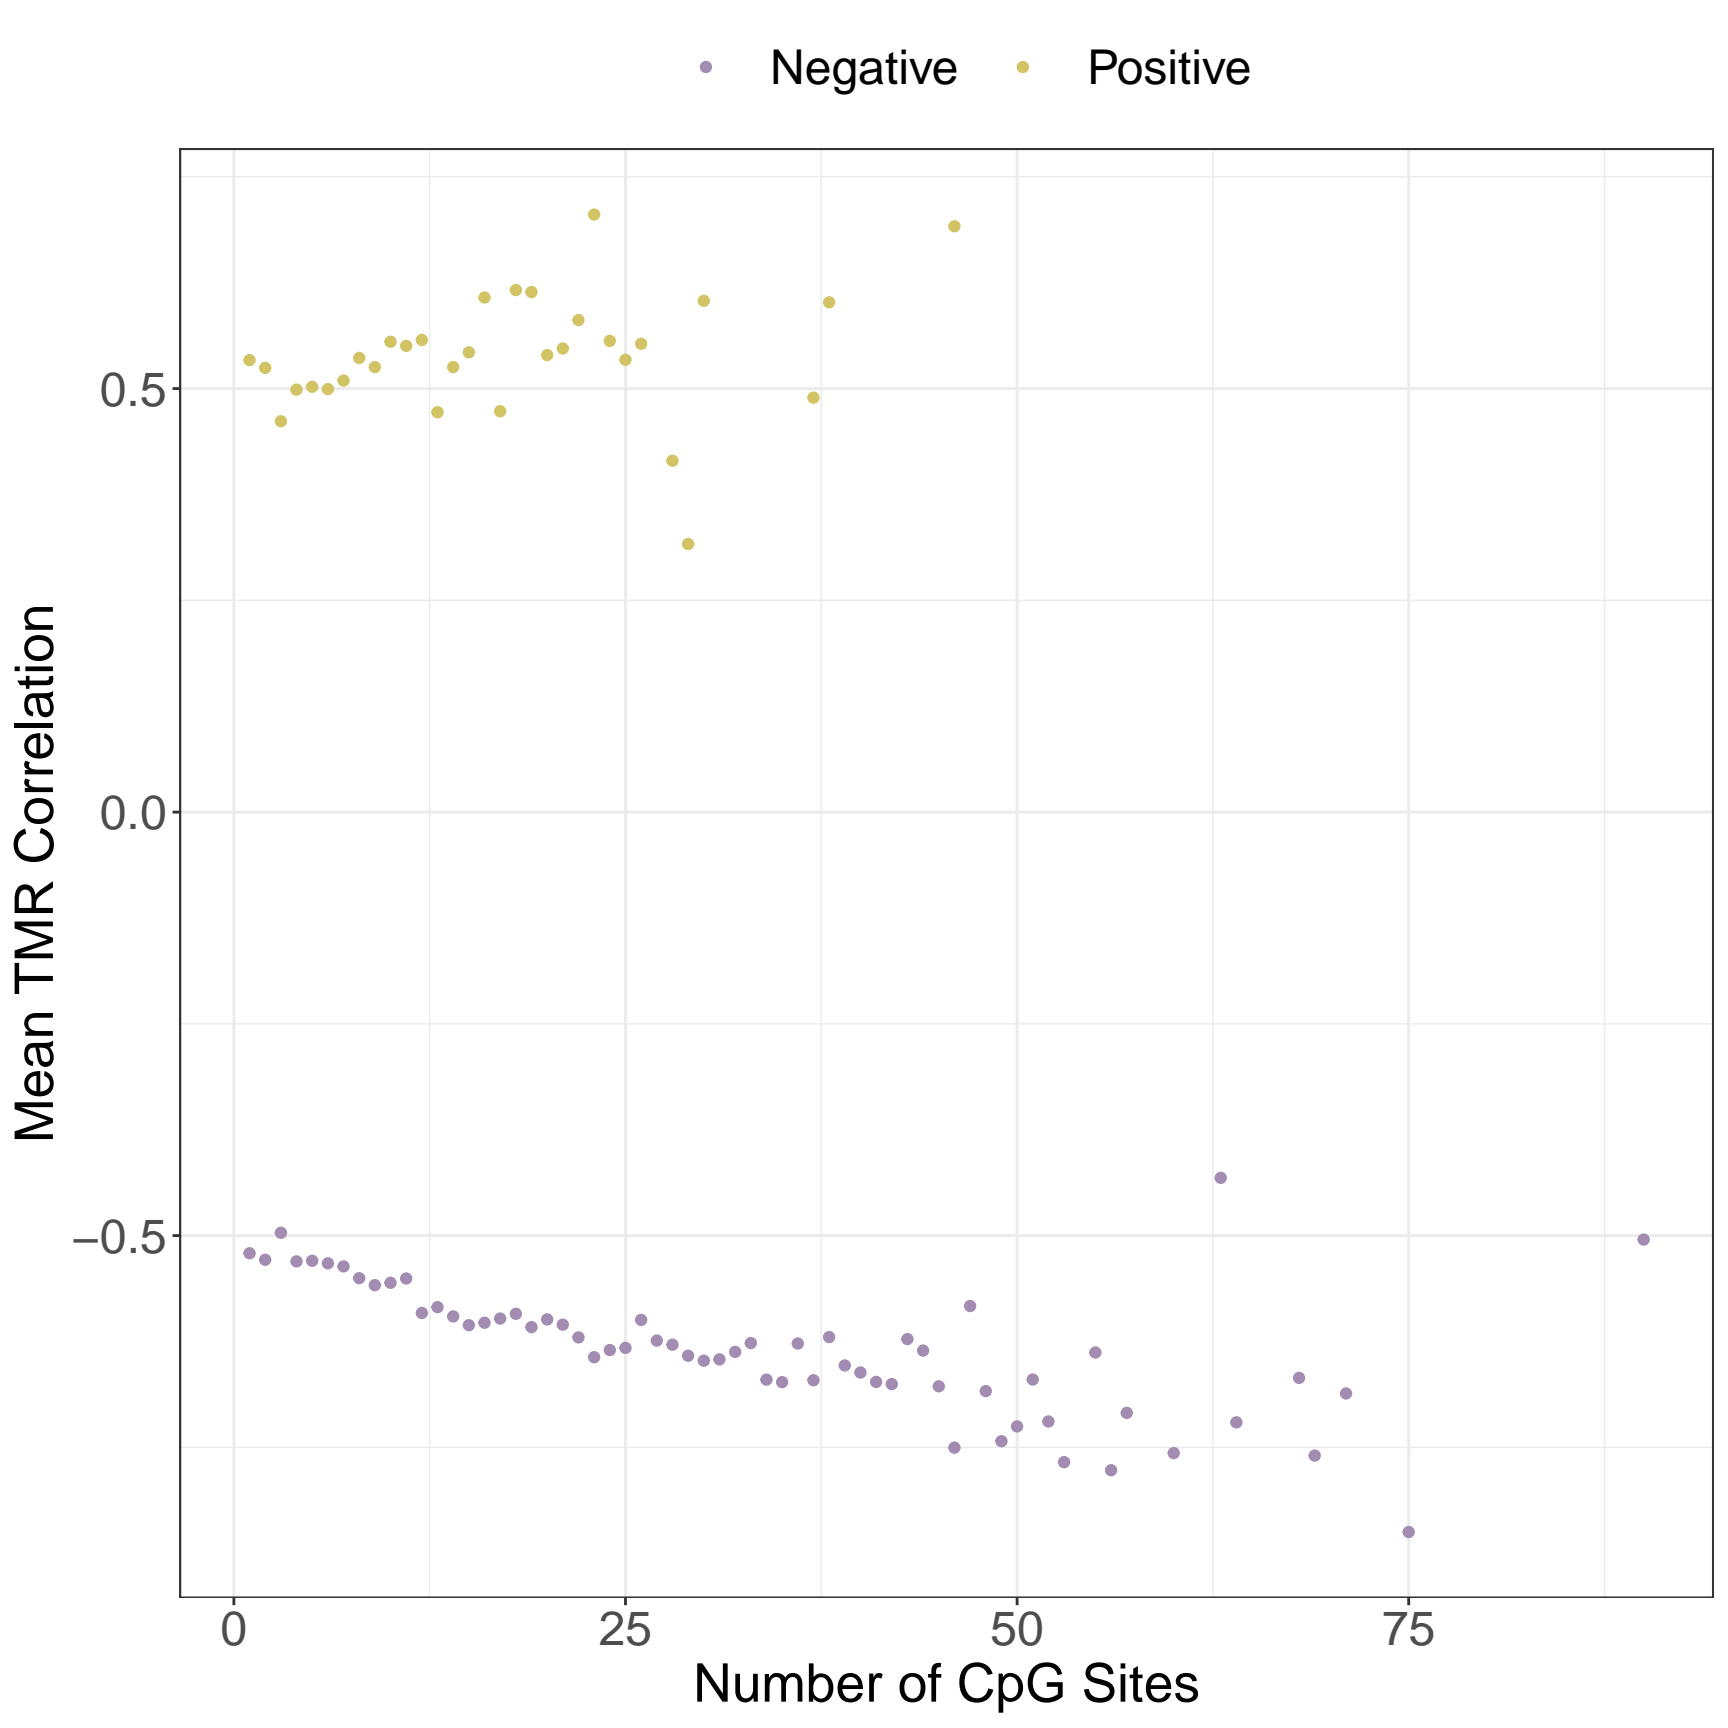 Negative Positive
Mean TMR Correlation
0.5
0.0
−0.5
0 25 50 75
Number of CpG Sites